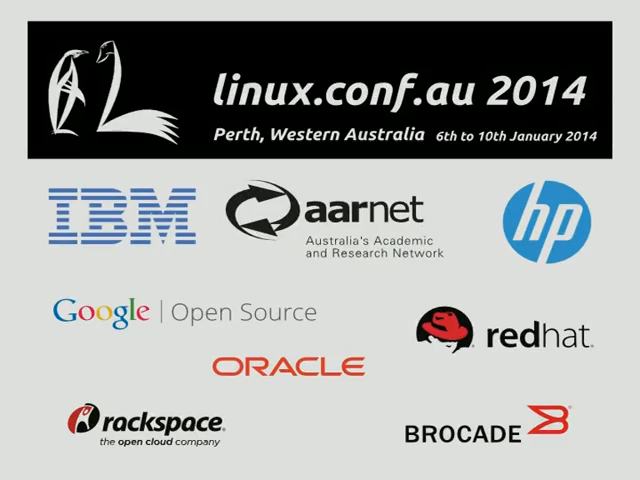 linux.conf.au 2014
Perth, Western Australia 6th to 10th January 2014
IBM
aarnet
Australia's Academic
and Research Network
hp
Google | Open Source
redhat.
ORACLE
rackspace.
the open cloud company
BROCADE